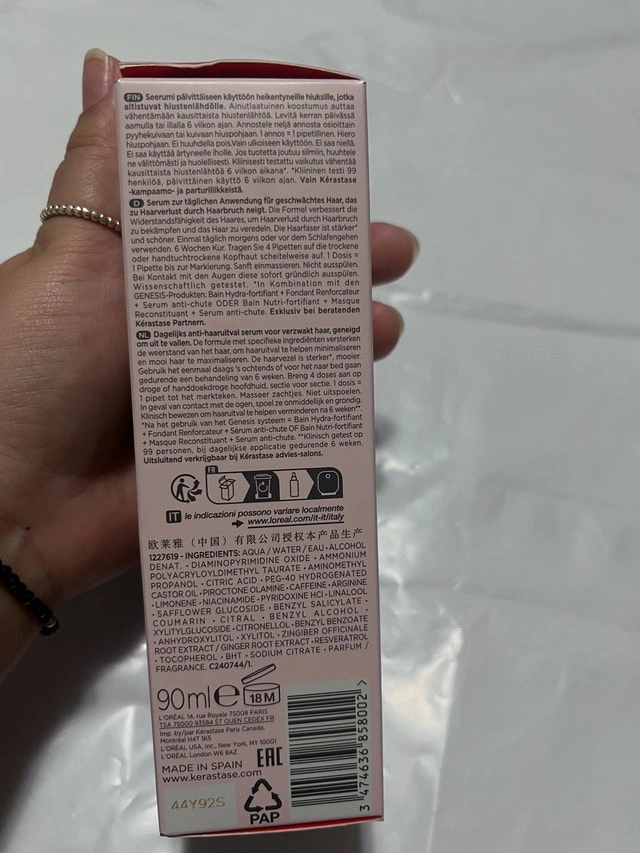 FIN Seerumi päivittäiseen käyttöön heikentyneille hiuksille, jotka
altistuvat hiustenlähdölle. Ainutlaatuinen koostumus auttaa
vähentämään kausittaista hiustenlähtöä. Levitä kerran päivässä
aamulla tai illalla 6 viikon ajan. Annostele neljä annosta osioittain
pyyhekuivaan tai kuivaan hiuspohjaan. 1 annos = 1 pipetillinen. Hiero
hiuspohjaan. Ei huuhdella pois.Vain ulkoiseen käyttöön. Ei saa niellä.
Ei saa käyttää ärtyneelle iholle. Jos tuotetta joutuu silmiin, huuhtele
ne välittömästi ja huolellisesti. Kliinisesti testattu vaikutus vähentää
kausittaista hiustenlähtöä 6 viikon aikana*. *Kliininen testi 99
henkilöä, päivittäinen käyttö 6 viikon ajan. Vain Kérastase
-kampaamo- ja parturiliikkeistä.
D Serum zur täglichen Anwendung für geschwächtes Haar, das
zu Haarverlust durch Haarbruch neigt. Die Formel verbessert die
Widerstandsfähigkeit des Haares, um Haarverlust durch Haarbruch
zu bekämpfen und das Haar zu veredeln. Die Haarfaser ist stärker*
und schöner. Einmal täglich morgens oder vor dem Schlafengehen
verwenden. 6 Wochen Kur. Tragen Sie 4 Pipetten auf die trockene
oder handtuchtrockene Kopfhaut scheitelweise auf. 1 Dosis =
1 Pipette bis zur Markierung. Sanft einmassieren. Nicht ausspülen.
Bei Kontakt mit den Augen diese sofort gründlich ausspülen.
Wissenschaftlich getestet. *In Kombination mit den
GENESIS-Produkten: Bain Hydra-fortifiant + Fondant Renforcateur
+ Serum anti-chute ODER Bain Nutri-fortifiant + Masque
Reconstituant + Serum anti-chute. Exklusiv bei beratenden
Kérastase Partnern.
NL Dagelijks anti-haaruitval serum voor verzwakt haar, geneigd
om uit te vallen. De formule met specifieke ingrediënten versterken
de weerstand van het haar, om haaruitval te helpen minimaliseren
en mooi haar te maximaliseren. De haarvezel is sterker*, mooier.
Gebruik het eenmaal daags 's ochtends of voor het naar bed gaan
gedurende een behandeling van 6 weken. Breng 4 doses aan op
droge of handdoekdroge hoofdhuid, sectie voor sectie. 1 dosis =
1 pipet tot het merkteken. Masseer zachtjes. Niet uitspoelen.
In geval van contact met de ogen, spoel ze onmiddellijk en grondig.
Klinisch bewezen om haaruitval te helpen verminderen na 6 weken**.
*Na het gebruik van het Genesis systeem = Bain Hydra-fortifiant
+ Fondant Renforcateur + Sérum anti-chute OF Bain Nutri-fortifiant
+ Masque Reconstituant + Serum anti-chute. **Klinisch getest op
99 personen, bij dagelijkse applicatie gedurende 6 weken.
Uitsluitend verkrijgbaar bij Kérastase advies-salons.
FR
IT le indicazioni possono variare localmente
www.loreal.com/it-it/italy
欧莱雅（中国）有限公司授权本产品生产
1227619 - INGREDIENTS: AQUA / WATER / EAU • ALCOHOL
DENAT. • DIAMINOPYRIMIDINE OXIDE • AMMONIUM
POLYACRYLOYLDIMETHYL TAURATE • AMINOMETHYL
PROPANOL • CITRIC ACID • PEG-40 HYDROGENATED
CASTOR OIL • PIROCTONE OLAMINE • CAFFEINE • ARGININE
• LIMONENE • NIACINAMIDE • PYRIDOXINE HCl • LINALOOL
• SAFFLOWER GLUCOSIDE • BENZYL SALICYLATE •
COUMARIN • CITRAL • BENZYL ALCOHOL •
XYLITYLGLUCOSIDE • CITRONELLOL • BENZYL BENZOATE
• ANHYDROXYLITOL • XYLITOL • ZINGIBER OFFICINALE
ROOT EXTRACT / GINGER ROOT EXTRACT • RESVERATROL
• TOCOPHEROL • BHT • SODIUM CITRATE • PARFUM /
FRAGRANCE. C240744/1.
90 ml e 18 M
L'ORÉAL 14, rue Royale 75008 PARIS
TSA 75000 93584 ST OUEN CEDEX FR
Imp. by/par Kérastase Paris Canada,
Montréal H4T 1K5
L'ORÉAL USA, Inc., New York, NY 10001
L'ORÉAL London W6 8AZ
EAC
MADE IN SPAIN
www.kerastase.com
44Y92S
PAP
3 474636 858002 >